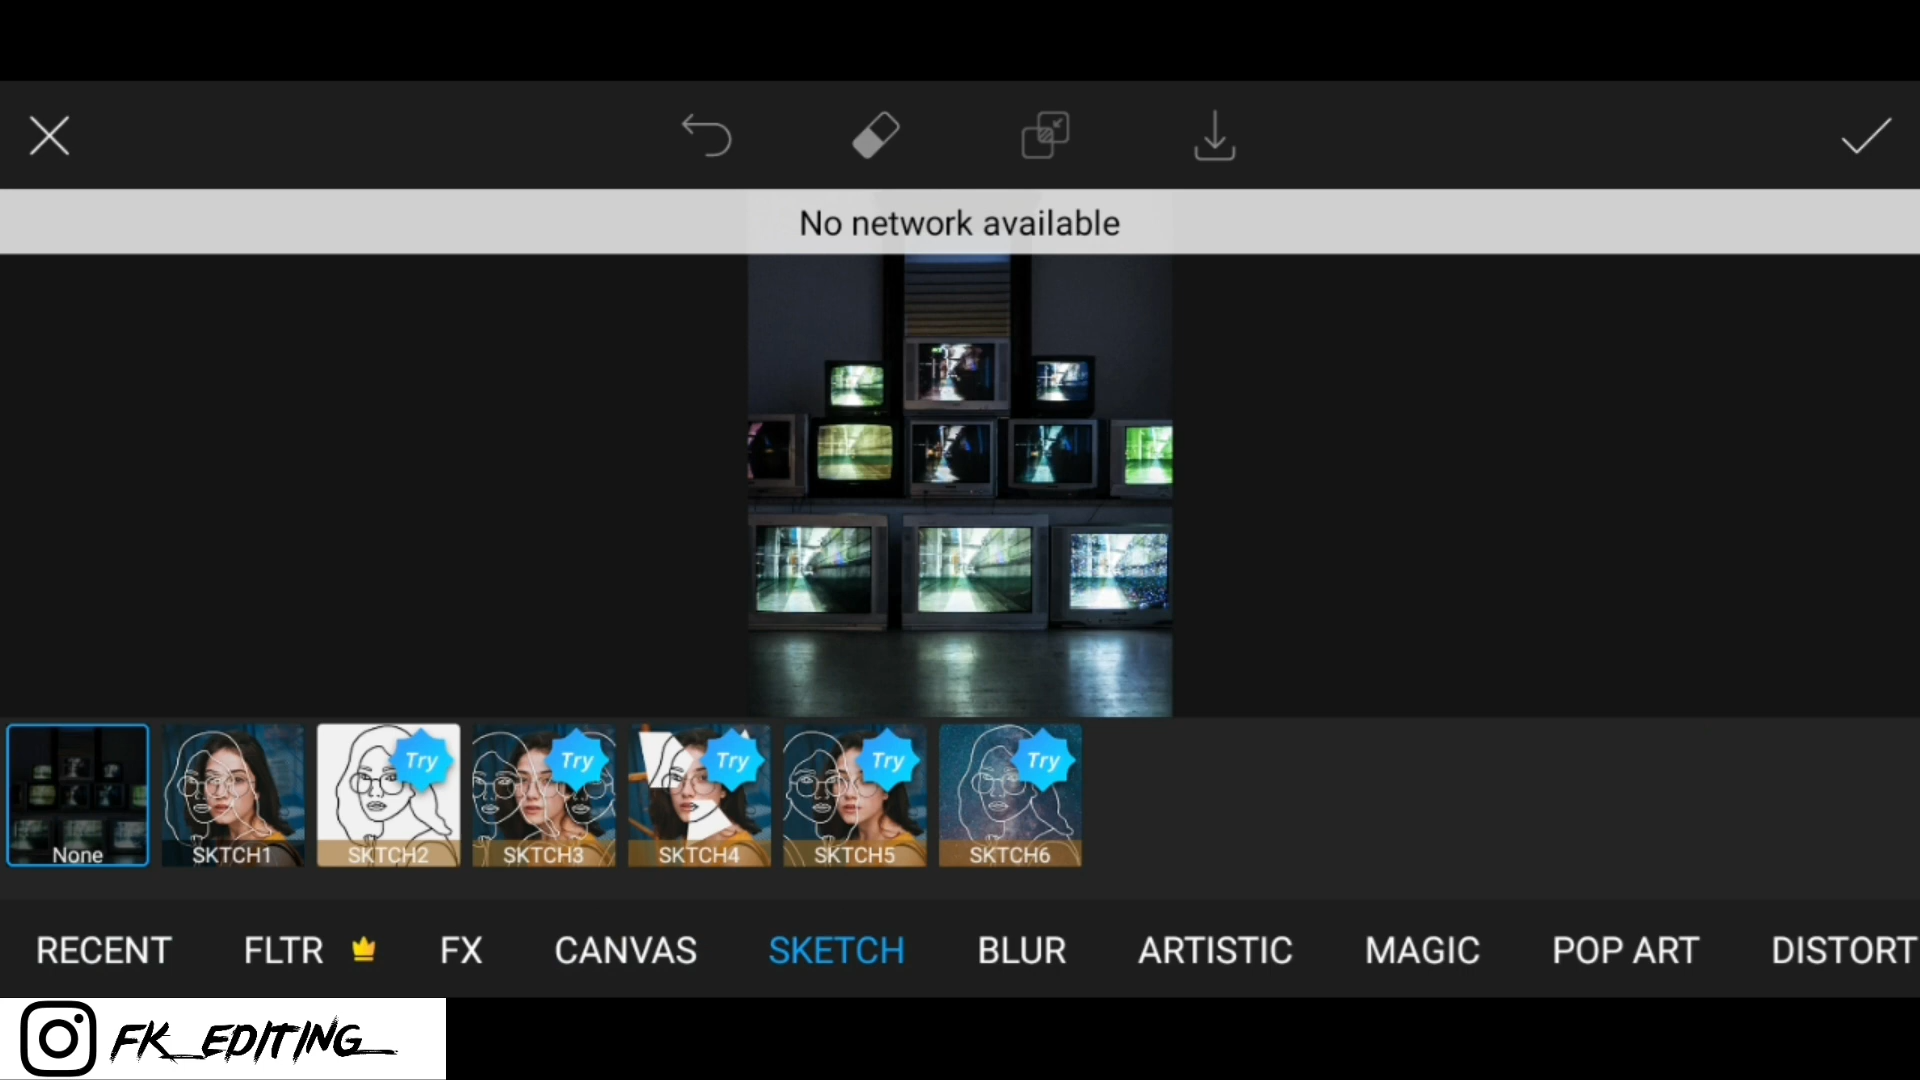 No network available
Try Try Try Try Try
None SKTCH1 SKTCH2 SKTCH3 SKTCH4 SKTCH5 SKTCH6
RECENT FLTR FX CANVAS SKETCH BLUR ARTISTIC MAGIC POP ART DISTORT
FK_EDITING_